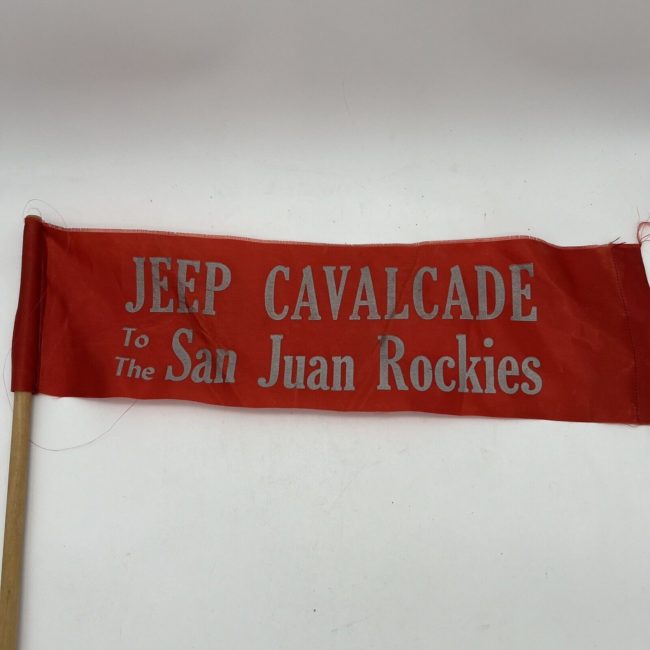 JEEP CAVALCADE
To The San Juan Rockies